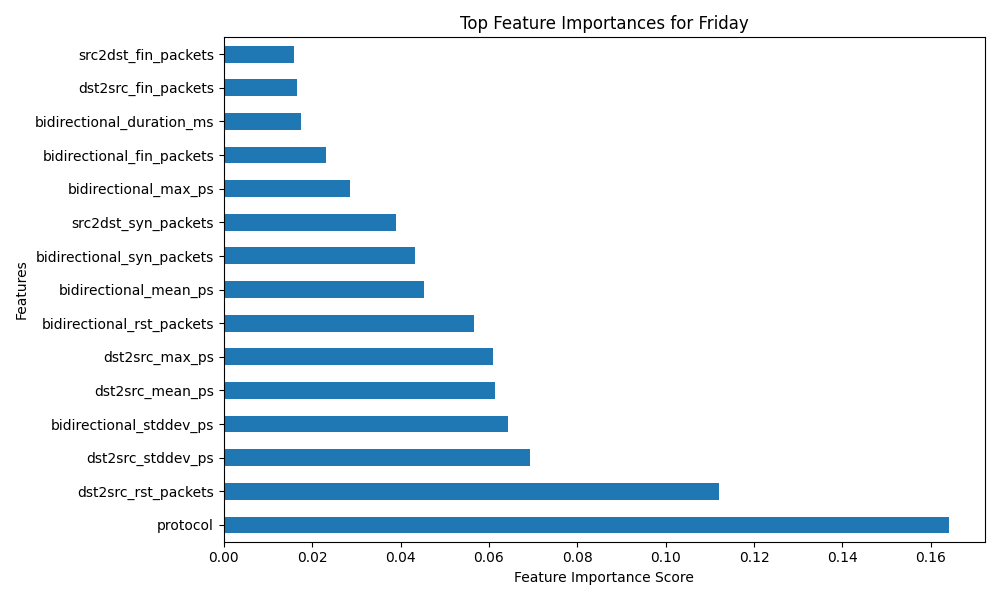 Top Feature Importances for Friday
Features
src2dst_fin_packets
dst2src_fin_packets
bidirectional_duration_ms
bidirectional_fin_packets
bidirectional_max_ps
src2dst_syn_packets
bidirectional_syn_packets
bidirectional_mean_ps
bidirectional_rst_packets
dst2src_max_ps
dst2src_mean_ps
bidirectional_stddev_ps
dst2src_stddev_ps
dst2src_rst_packets
protocol
0.00 0.02 0.04 0.06 0.08 0.10 0.12 0.14 0.16
Feature Importance Score